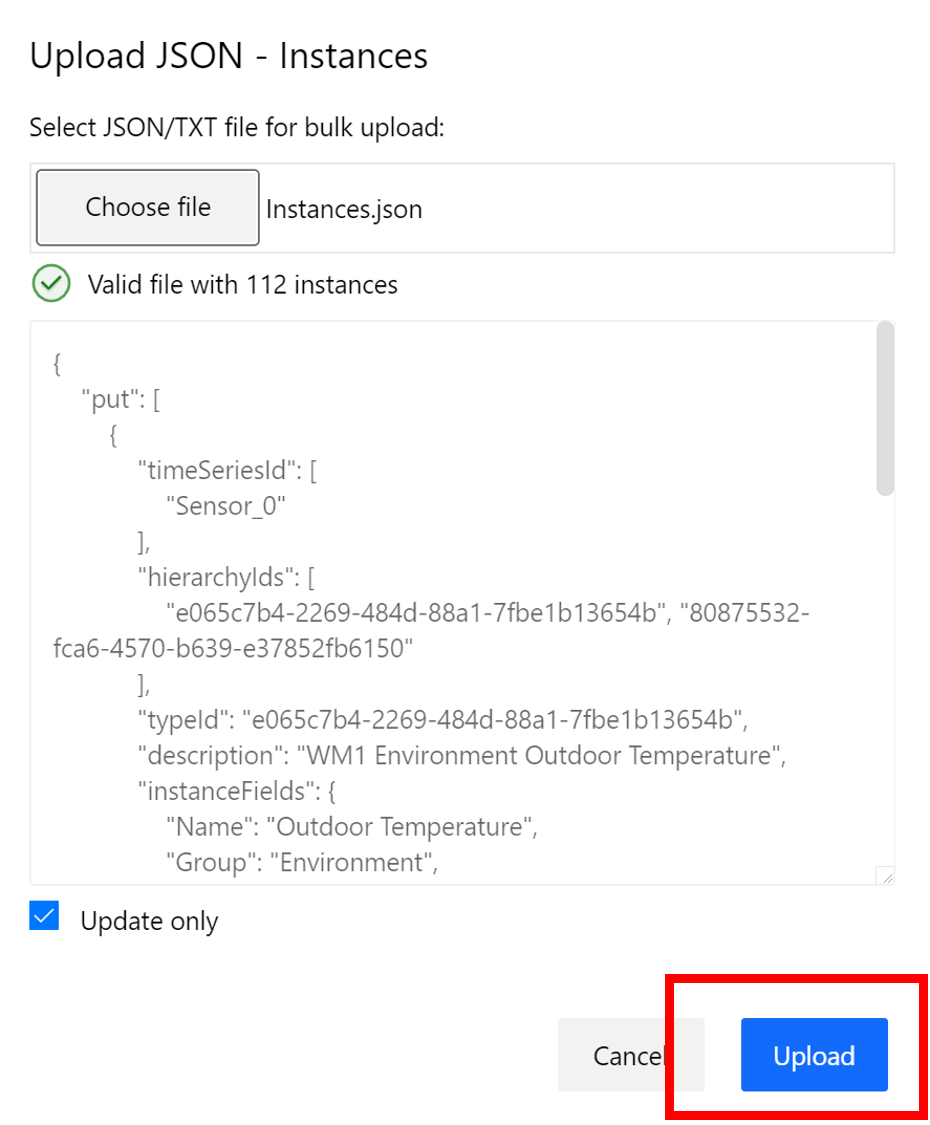 Upload JSON - Instances
Select JSON/TXT file for bulk upload:
Choose file Instances.json
Valid file with 112 instances
{
"put": [
{
"timeSeriesId": [
"Sensor_0"
],
"hierarchyIds": [
"e065c7b4-2269-484d-88a1-7fbe1b13654b", "80875532-
fca6-4570-b639-e37852fb6150"
],
"typeId": "e065c7b4-2269-484d-88a1-7fbe1b13654b",
"description": "WM1 Environment Outdoor Temperature",
"instanceFields": {
"Name": "Outdoor Temperature",
"Group": "Environment",
Update only
Cancel Upload